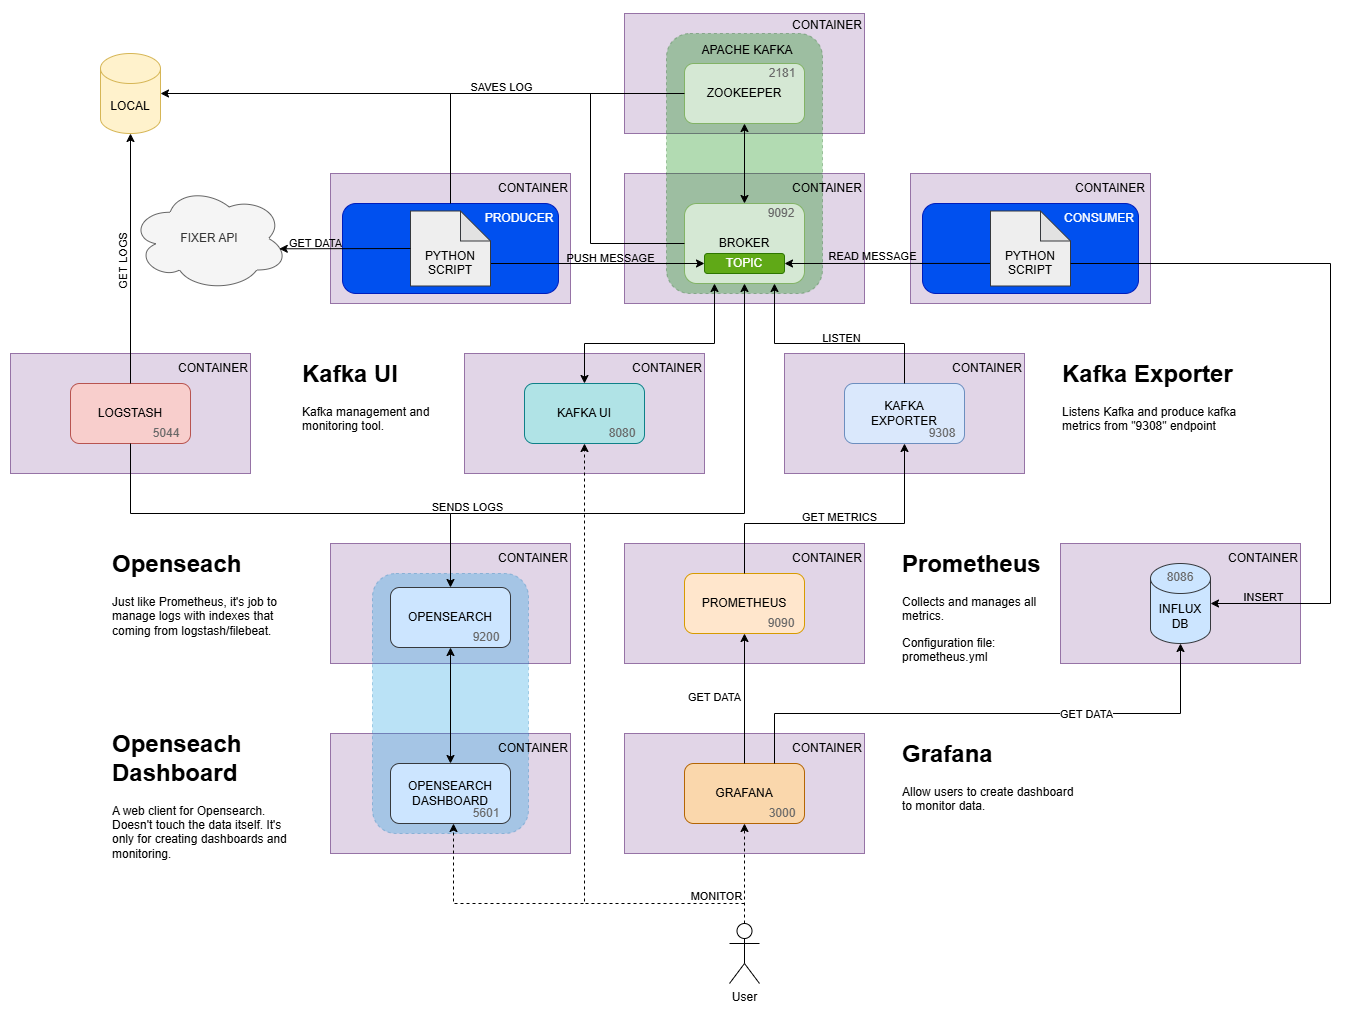 CONTAINER
APACHE KAFKA
2181
ZOOKEEPER
SAVES LOG
LOCAL
CONTAINER
CONTAINER
CONTAINER
PRODUCER
9092
CONSUMER
FIXER API
GET DATA
PYTHON
SCRIPT
PUSH MESSAGE
BROKER
TOPIC
READ MESSAGE
PYTHON
SCRIPT
GET LOGS
LISTEN
CONTAINER
LOGSTASH
5044
Kafka UI
Kafka management and
monitoring tool.
CONTAINER
KAFKA UI
8080
CONTAINER
KAFKA
EXPORTER
9308
Kafka Exporter
Listens Kafka and produce kafka
metrics from "9308" endpoint
SENDS LOGS
GET METRICS
Openseach
Just like Prometheus, it's job to
manage logs with indexes that
coming from logstash/filebeat.
CONTAINER
OPENSEARCH
9200
CONTAINER
PROMETHEUS
9090
Prometheus
Collects and manages all
metrics.
Configuration file:
prometheus.yml
CONTAINER
8086
INFLUX
DB
INSERT
GET DATA
GET DATA
Openseach
Dashboard
A web client for Opensearch.
Doesn't touch the data itself. It's
only for creating dashboards and
monitoring.
CONTAINER
OPENSEARCH
DASHBOARD
5601
CONTAINER
GRAFANA
3000
Grafana
Allow users to create dashboard
to monitor data.
MONITOR
User